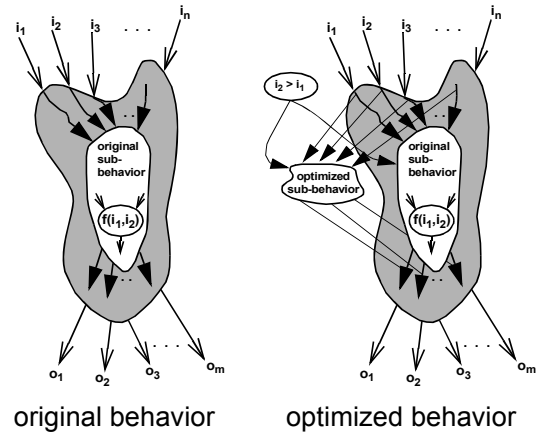 i1 i2 i3 . . . in
original
sub-
behavior
f(i1,i2)
. .
. .
o1 o2 o3 . . . om
original behavior
i1 i2 i3 . . . in
i2 > i1
optimized
sub-behavior
original
sub-
behavior
f(i1,i2)
. .
. .
o1 o2 o3 . . . om
optimized behavior